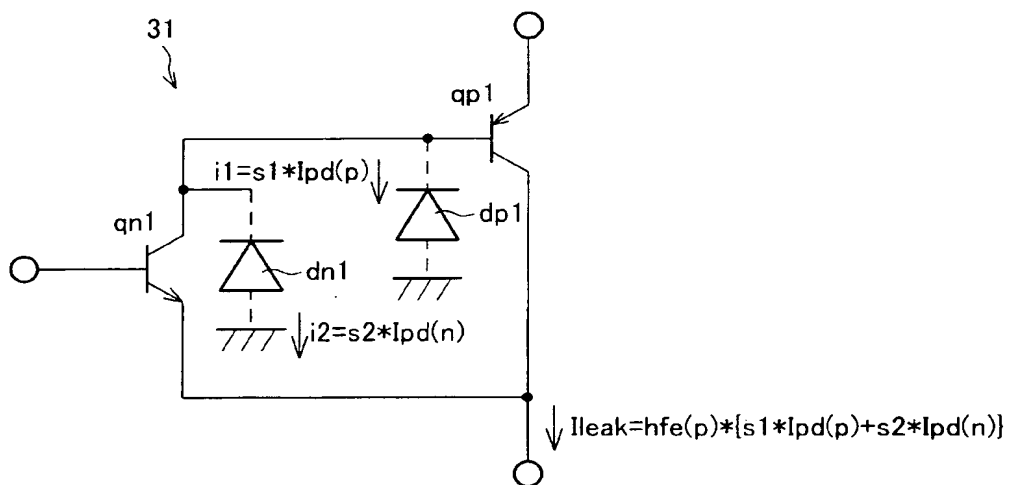 31
qp1
i1=s1*Ipd(p)
qn1
dp1
dn1
i2=s2*Ipd(n)
Ileak=hfe(p)*{s1*Ipd(p)+s2*Ipd(n)}